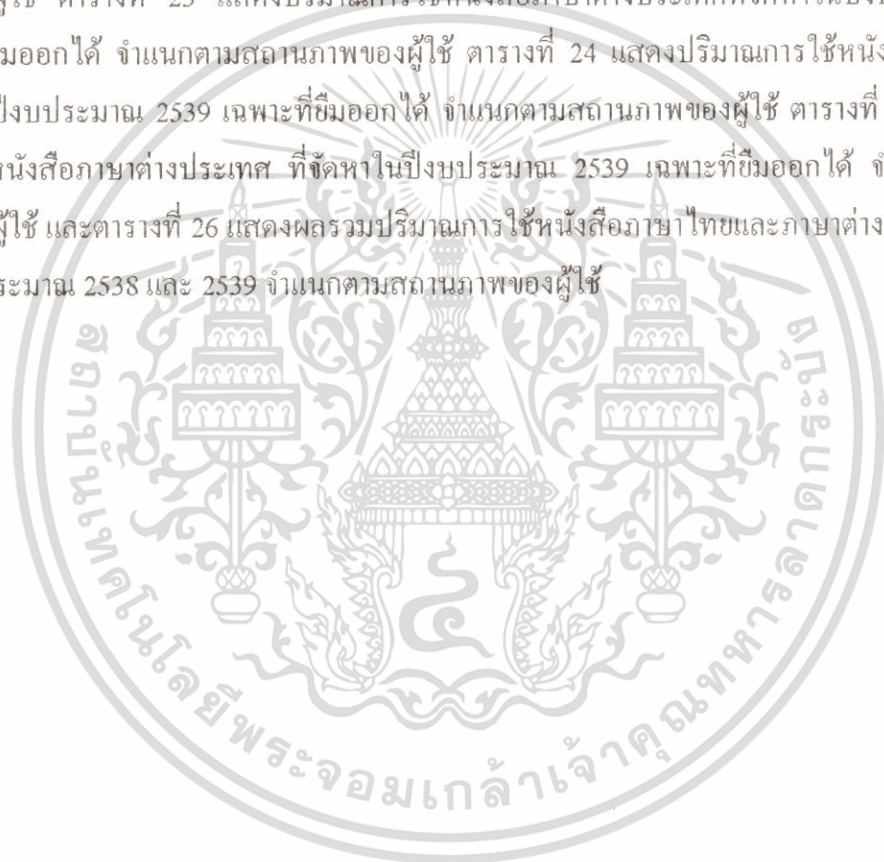 ผู้ใช้ ตารางที่ 23 แสดงปริมาณการใช้หนังสือภาษาต่างประเทศ
มออกได้ จำแนกตามสถานภาพของผู้ใช้ ตารางที่ 24 แสดงปริมาณการใช้หนัง
ปีงบประมาณ 2539 เฉพาะที่ยืมออกได้ จำแนกตามสถานภาพของผู้ใช้ ตารางที่
หนังสือภาษาต่างประเทศ ที่จัดหาในปีงบประมาณ 2539 เฉพาะที่ยืมออกได้ จ
ผู้ใช้ และตารางที่ 26 แสดงผลรวมปริมาณการใช้หนังสือภาษาไทยและภาษาต่าง
ระมาณ 2538 และ 2539 จำแนกตามสถานภาพของผู้ใช้
สถาบันเทคโนโลยีพระจอมเกล้าเจ้าคุณทหารลาดกระบัง
๔